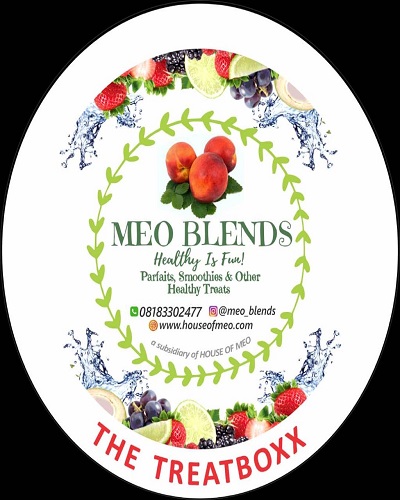 MEO BLENDS
Healthy Is Fun!
Parfaits, Smoothies & Other
Healthy Treats
08183302477 @meo_blends
www.houseofmeo.com
a subsidiary of HOUSE OF MEO
THE TREATBOXX